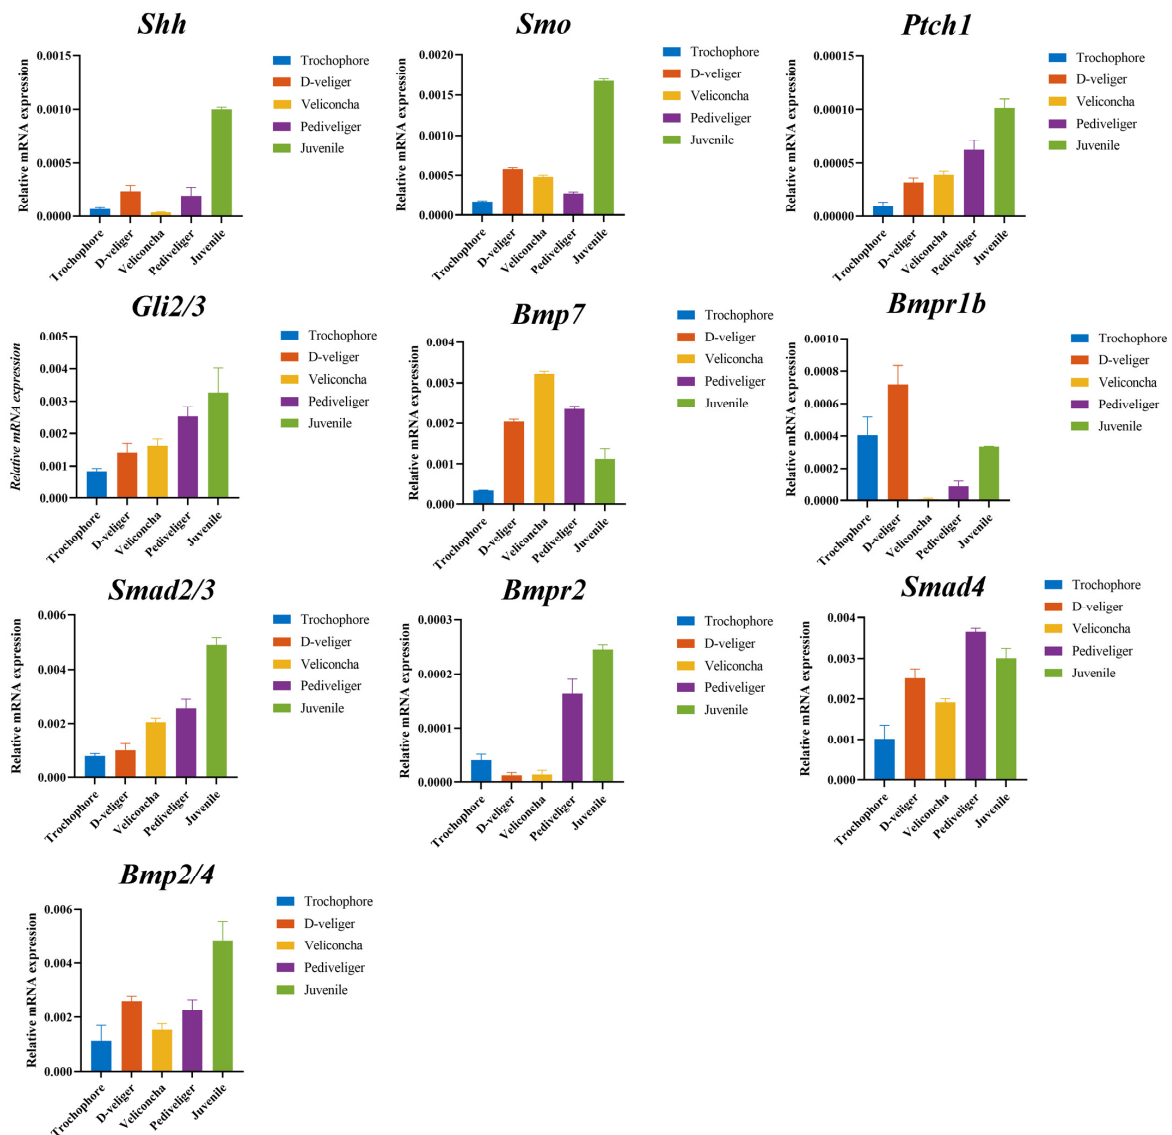 Shh
Relative mRNA expression
0.0015
0.0010
0.0005
0.0000
Trochophore
D-veliger
Veliconcha
Pediveliger
Juvenile
Trochophore
D-veliger
Veliconcha
Pediveliger
Juvenile
Smo
Relative mRNA expression
0.0020
0.0015
0.0010
0.0005
0.0000
Trochophore
D-veliger
Veliconcha
Pediveliger
Juvenile
Trochophore
D-veliger
Veliconcha
Pediveliger
Juvenile
Ptch1
Relative mRNA expression
0.00015
0.00010
0.00005
0.00000
Trochophore
D-veliger
Veliconcha
Pediveliger
Juvenile
Trochophore
D-veliger
Veliconcha
Pediveliger
Juvenile
Gli2/3
Relative mRNA expression
0.005
0.004
0.003
0.002
0.001
0.000
Trochophore
D-veliger
Veliconcha
Pediveliger
Juvenile
Trochophore
D-veliger
Veliconcha
Pediveliger
Juvenile
Bmp7
Relative mRNA expression
0.004
0.003
0.002
0.001
0.000
Trochophore
D-veliger
Veliconcha
Pediveliger
Juvenile
Trochophore
D-veliger
Veliconcha
Pediveliger
Juvenile
Bmpr1b
Relative mRNA expression
0.0010
0.0008
0.0006
0.0004
0.0002
0.0000
Trochophore
D-veliger
Veliconcha
Pediveliger
Juvenile
Trochophore
D-veliger
Veliconcha
Pediveliger
Juvenile
Smad2/3
Relative mRNA expression
0.006
0.004
0.002
0.000
Trochophore
D-veliger
Veliconcha
Pediveliger
Juvenile
Trochophore
D-veliger
Veliconcha
Pediveliger
Juvenile
Bmpr2
Relative mRNA expression
0.0003
0.0002
0.0001
0.0000
Trochophore
D-veliger
Veliconcha
Pediveliger
Juvenile
Trochophore
D-veliger
Veliconcha
Pediveliger
Juvenile
Smad4
Relative mRNA expression
0.004
0.003
0.002
0.001
0.000
Trochophore
D-veliger
Veliconcha
Pediveliger
Juvenile
Trochophore
D-veliger
Veliconcha
Pediveliger
Juvenile
Bmp2/4
Relative mRNA expression
0.006
0.004
0.002
0.000
Trochophore
D-veliger
Veliconcha
Pediveliger
Juvenile
Trochophore
D-veliger
Veliconcha
Pediveliger
Juvenile